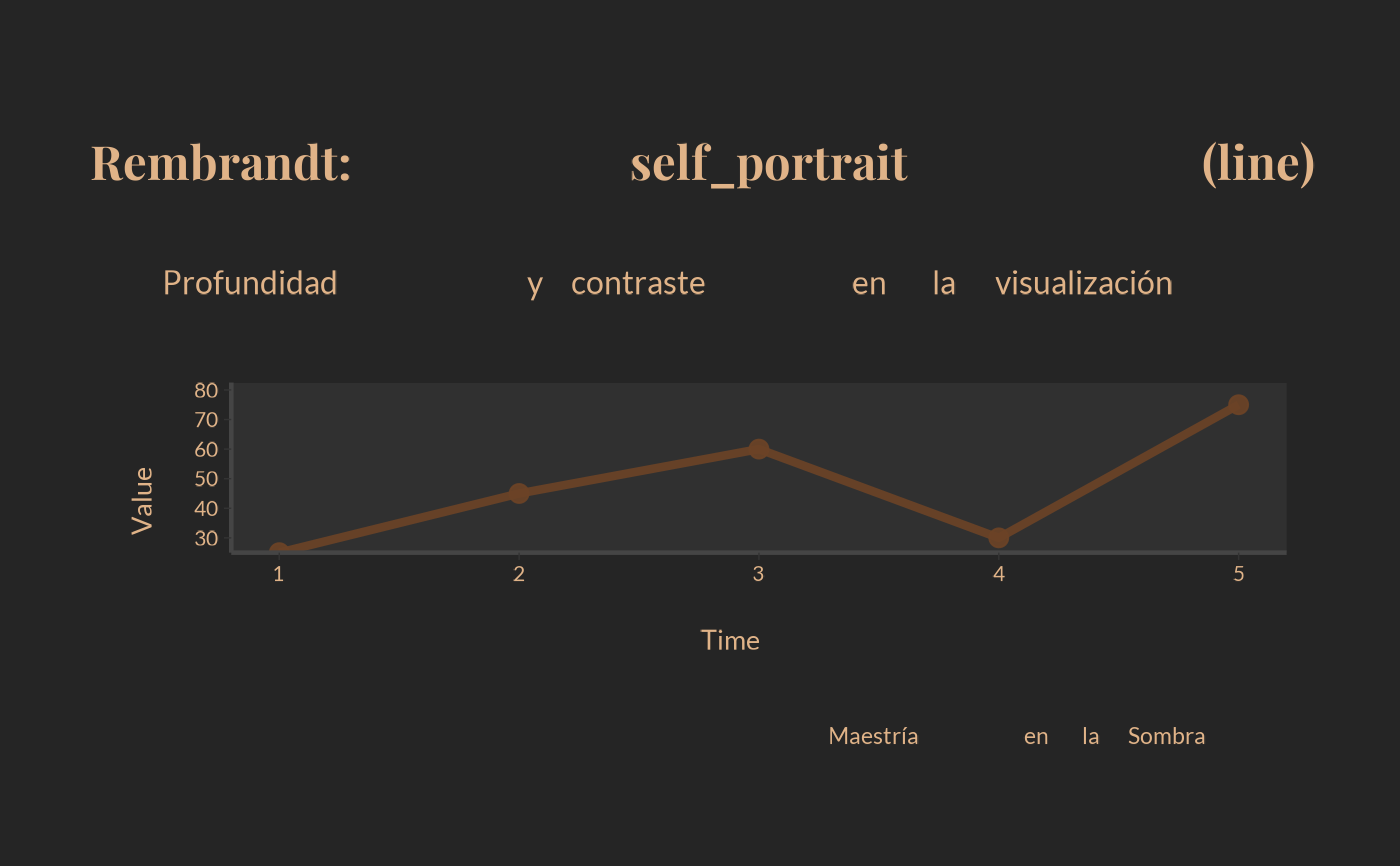 Rembrandt: self_portrait (line)
Profundidad y contraste en la visualización
80
70
60
50
40
30
Value
1 2 3 4 5
Time
Maestría en la Sombra